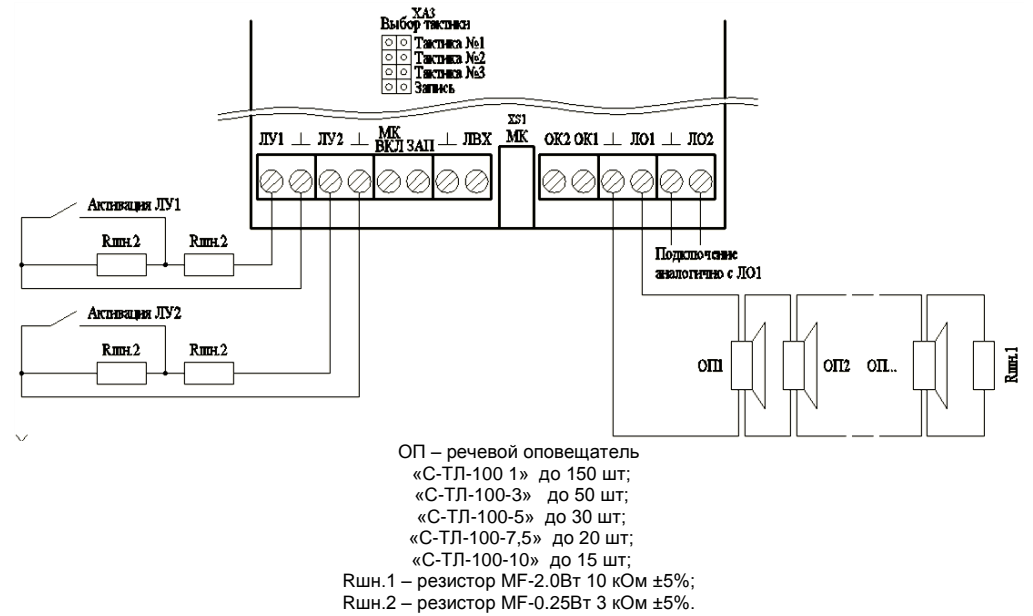 XA3
Выбор тактики
Тактика №1
Тактика №2
Тактика №3
Запись
XS1
ЛУ1 ⊥ ЛУ2 ⊥ МК ВКЛ ЗАП ⊥ ЛВХ МК ОК2 ОК1 ⊥ ЛО1 ⊥ ЛО2
Активация ЛУ1
Rшн.2 Rшн.2
Подключение
аналогично с ЛО1
Активация ЛУ2
Rшн.2 Rшн.2
ОП1 ОП2 ОП... Rшн.1
ОП – речевой оповещатель
«С-ТЛ-100 1» до 150 шт;
«С-ТЛ-100-3» до 50 шт;
«С-ТЛ-100-5» до 30 шт;
«С-ТЛ-100-7,5» до 20 шт;
«С-ТЛ-100-10» до 15 шт;
Rшн.1 – резистор MF-2.0Вт 10 кОм ±5%;
Rшн.2 – резистор MF-0.25Вт 3 кОм ±5%.